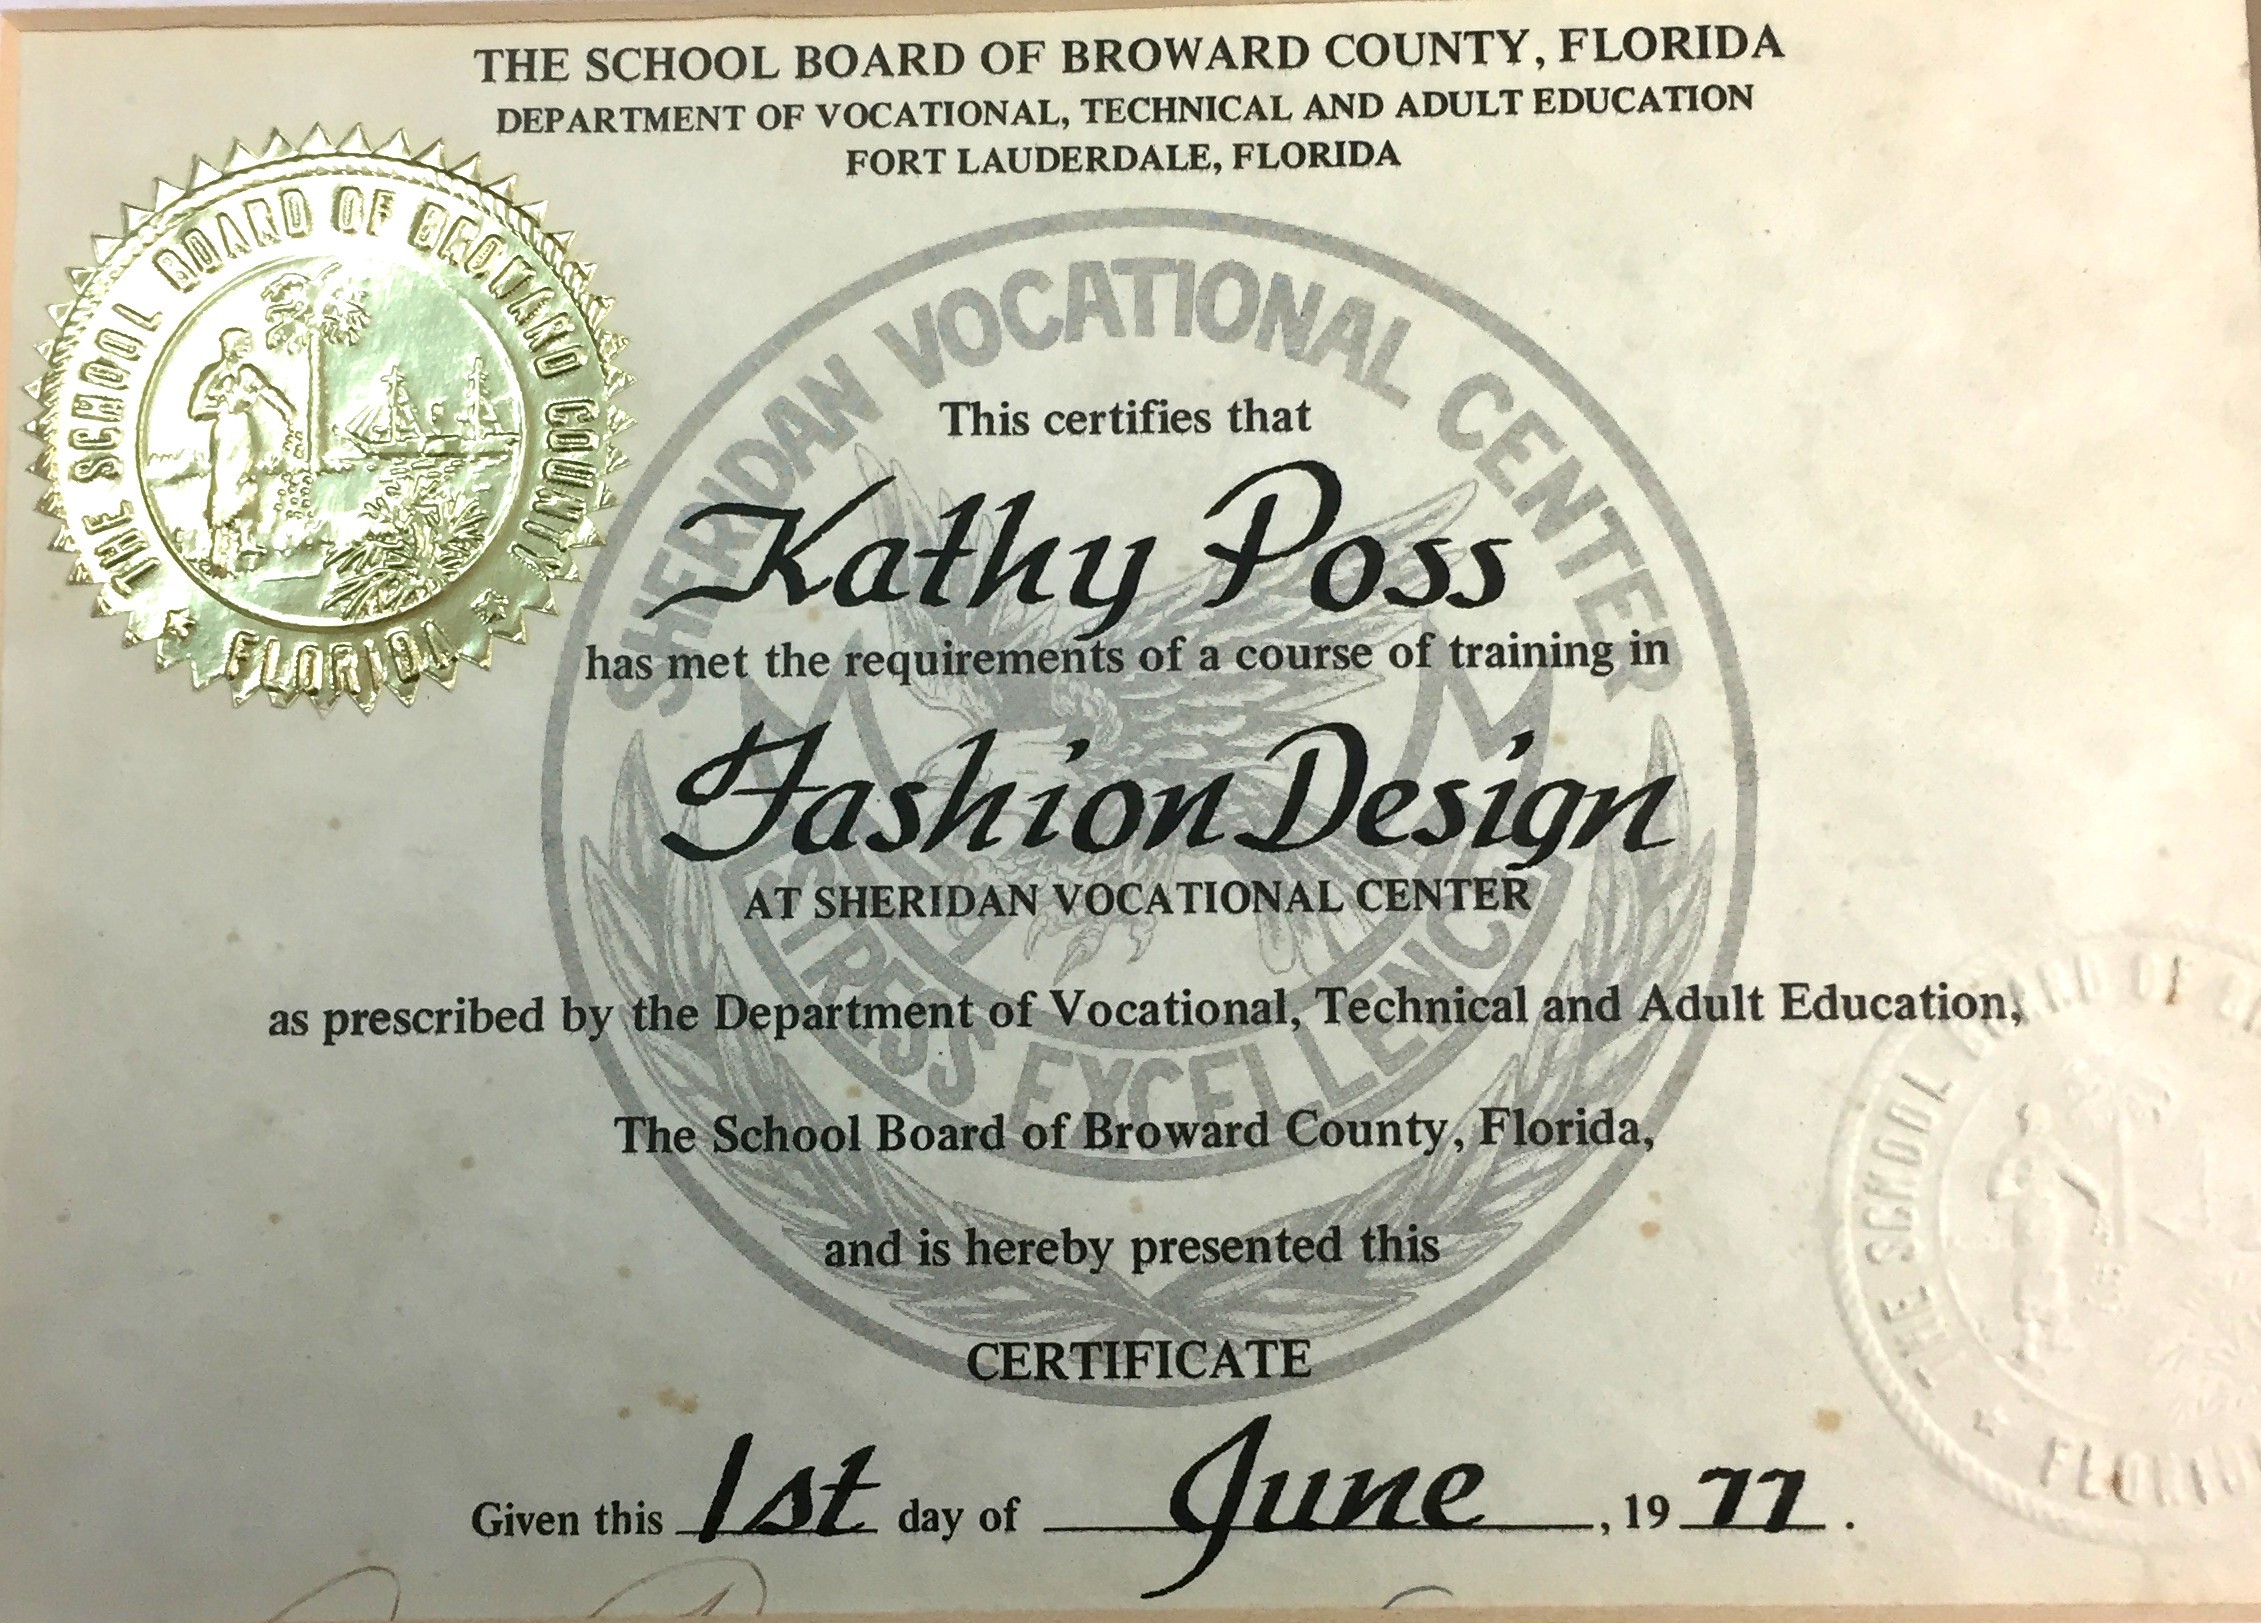 THE SCHOOL BOARD OF BROWARD COUNTY, FLORIDA
DEPARTMENT OF VOCATIONAL, TECHNICAL AND ADULT EDUCATION
FORT LAUDERDALE, FLORIDA
THE SCHOOL BOARD OF BROWARD COUNTY
FLORIDA
SHERIDAN VOCATIONAL CENTER
This certifies that
Kathy Poss
has met the requirements of a course of training in
Fashion Design
AT SHERIDAN VOCATIONAL CENTER
STRESS EXCELLENCE
as prescribed by the Department of Vocational, Technical and Adult Education,
The School Board of Broward County, Florida,
and is hereby presented this
CERTIFICATE
Given this 1st day of June, 19 77.
THE SCHOOL BOARD OF
FLORIDA